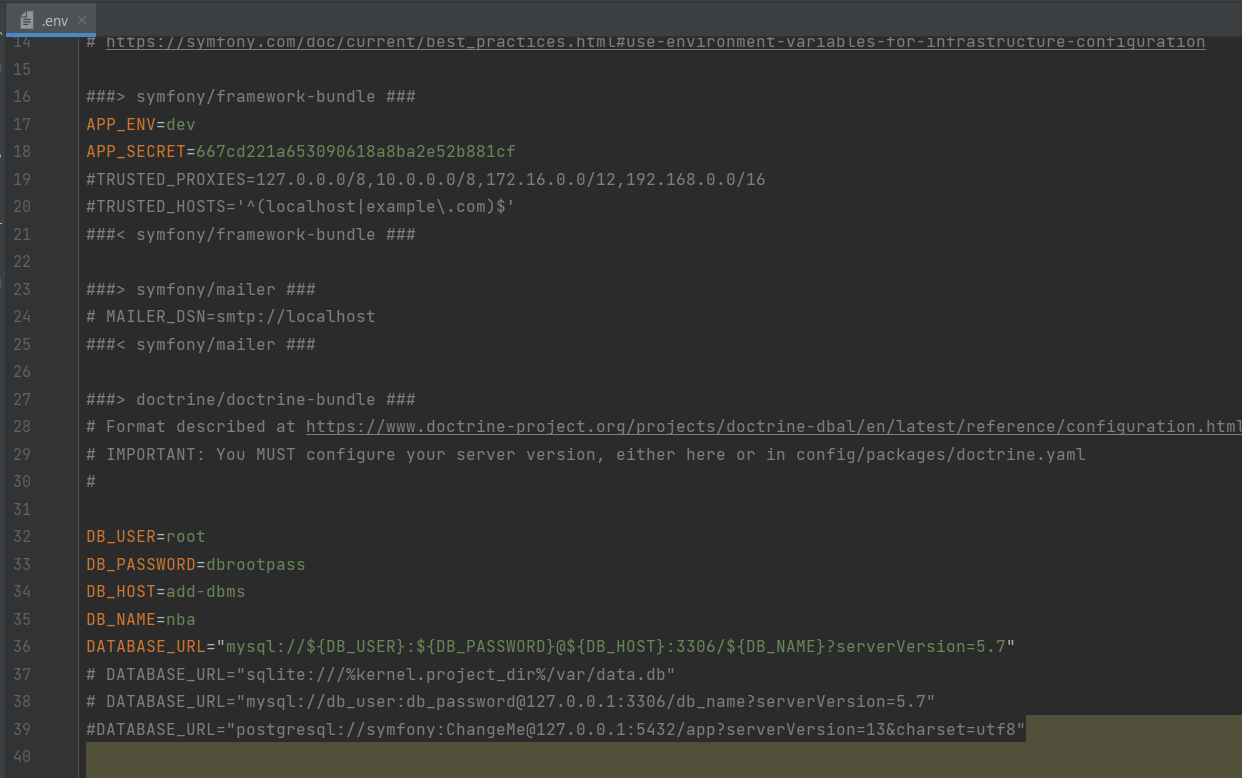 .env
14 # https://symfony.com/doc/current/best_practices.html#use-environment-variables-for-infrastructure-configuration
15
16 ###> symfony/framework-bundle ###
17 APP_ENV=dev
18 APP_SECRET=667cd221a653090618a8ba2e52b881cf
19 #TRUSTED_PROXIES=127.0.0.0/8,10.0.0.0/8,172.16.0.0/12,192.168.0.0/16
20 #TRUSTED_HOSTS='^(localhost|example\.com)$'
21 ###< symfony/framework-bundle ###
22
23 ###> symfony/mailer ###
24 # MAILER_DSN=smtp://localhost
25 ###< symfony/mailer ###
26
27 ###> doctrine/doctrine-bundle ###
28 # Format described at https://www.doctrine-project.org/projects/doctrine-dbal/en/latest/reference/configuration.html
29 # IMPORTANT: You MUST configure your server version, either here or in config/packages/doctrine.yaml
30 #
31
32 DB_USER=root
33 DB_PASSWORD=dbrootpass
34 DB_HOST=add-dbms
35 DB_NAME=nba
36 DATABASE_URL="mysql://${DB_USER}:${DB_PASSWORD}@${DB_HOST}:3306/${DB_NAME}?serverVersion=5.7"
37 # DATABASE_URL="sqlite:///%kernel.project_dir%/var/data.db"
38 # DATABASE_URL="mysql://db_user:db_password@127.0.0.1:3306/db_name?serverVersion=5.7"
39 #DATABASE_URL="postgresql://symfony:ChangeMe@127.0.0.1:5432/app?serverVersion=13&charset=utf8"
40